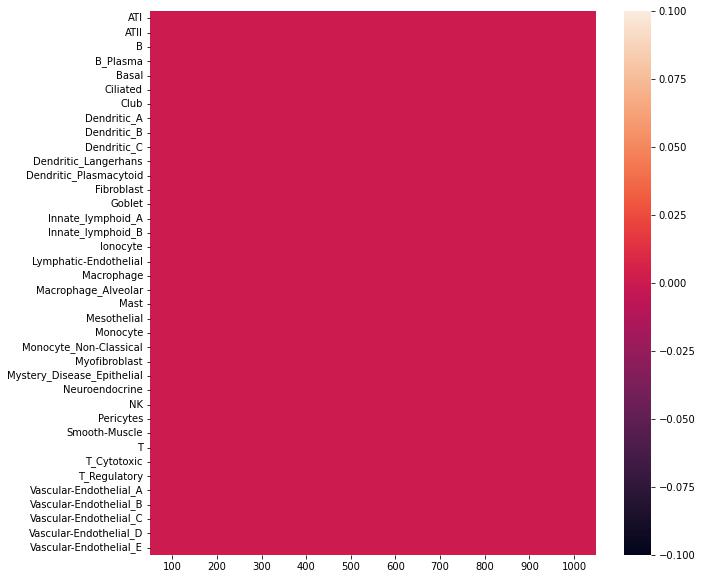 ATI
ATII
B
B_Plasma
Basal
Ciliated
Club
Dendritic_A
Dendritic_B
Dendritic_C
Dendritic_Langerhans
Dendritic_Plasmacytoid
Fibroblast
Goblet
Innate_lymphoid_A
Innate_lymphoid_B
Ionocyte
Lymphatic-Endothelial
Macrophage
Macrophage_Alveolar
Mast
Mesothelial
Monocyte
Monocyte_Non-Classical
Myofibroblast
Mystery_Disease_Epithelial
Neuroendocrine
NK
Pericytes
Smooth-Muscle
T
T_Cytotoxic
T_Regulatory
Vascular-Endothelial_A
Vascular-Endothelial_B
Vascular-Endothelial_C
Vascular-Endothelial_D
Vascular-Endothelial_E
100 200 300 400 500 600 700 800 900 1000
0.100
0.075
0.050
0.025
0.000
−0.025
−0.050
−0.075
−0.100